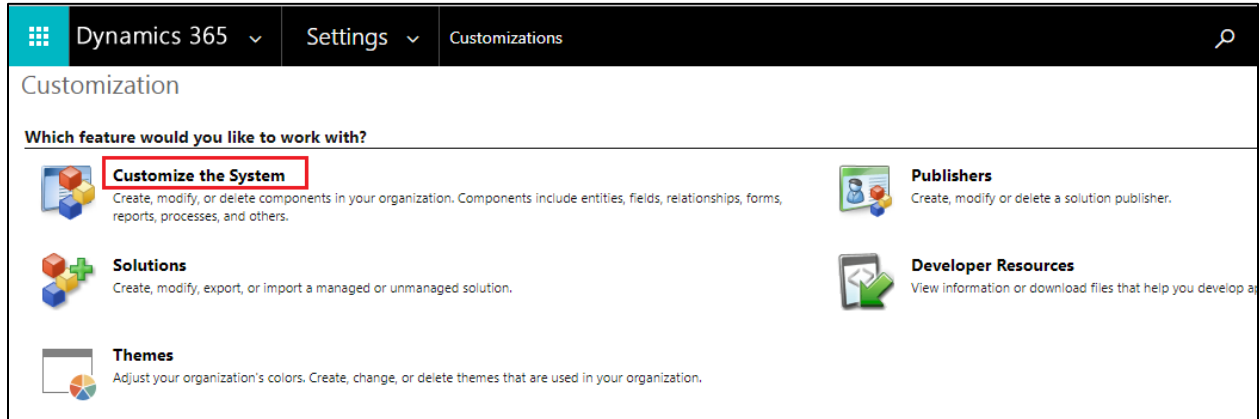 Dynamics 365 Settings Customizations
Customization
Which feature would you like to work with?
Customize the System
Create, modify, or delete components in your organization. Components include entities, fields, relationships, forms,
reports, processes, and others.
Publishers
Create, modify or delete a solution publisher.
Solutions
Create, modify, export, or import a managed or unmanaged solution.
Developer Resources
View information or download files that help you develop
Themes
Adjust your organization's colors. Create, change, or delete themes that are used in your organization.